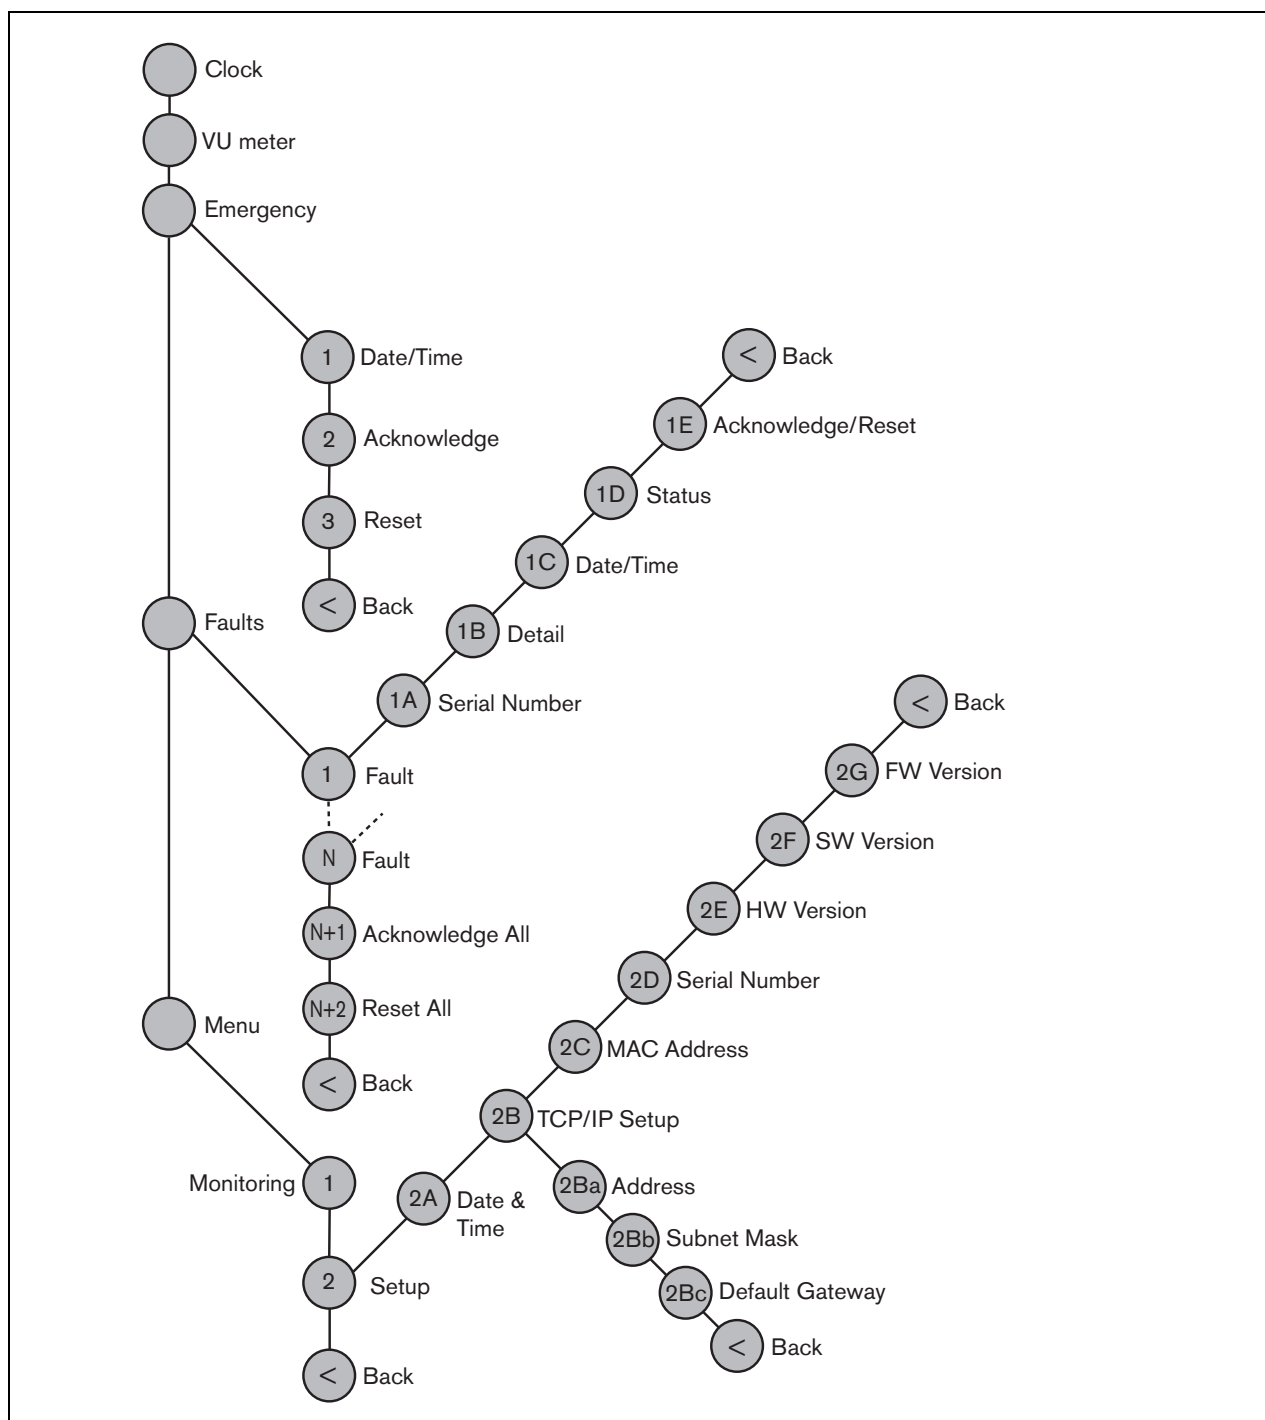 Clock
VU meter
Emergency
1 Date/Time
2 Acknowledge
3 Reset
< Back
< Back
1E Acknowledge/Reset
1D Status
1C Date/Time
1B Detail
1A Serial Number
Faults
1 Fault
N Fault
N+1 Acknowledge All
N+2 Reset All
< Back
< Back
2G FW Version
2F SW Version
2E HW Version
2D Serial Number
2C MAC Address
2B TCP/IP Setup
2A Date &
Time
2Ba Address
2Bb Subnet Mask
2Bc Default Gateway
< Back
Menu
Monitoring 1
2 Setup
< Back